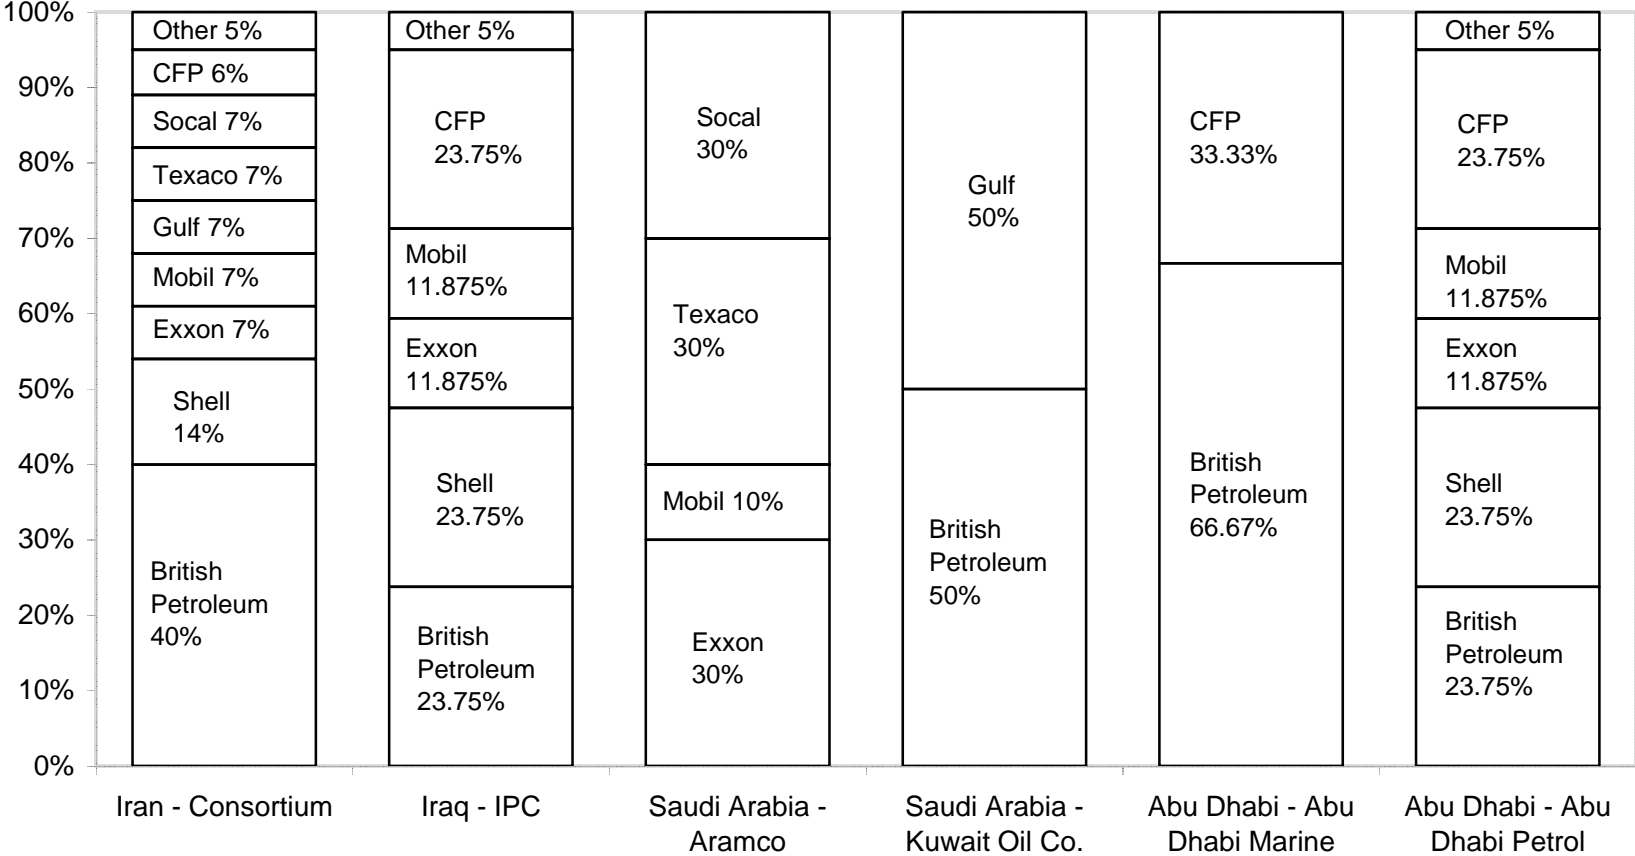 100%
90%
80%
70%
60%
50%
40%
30%
20%
10%
0%
Other 5%
CFP 6%
Socal 7%
Texaco 7%
Gulf 7%
Mobil 7%
Exxon 7%
Shell
14%
British
Petroleum
40%
Other 5%
CFP
23.75%
Mobil
11.875%
Exxon
11.875%
Shell
23.75%
British
Petroleum
23.75%
Socal
30%
Texaco
30%
Mobil 10%
Exxon
30%
Gulf
50%
British
Petroleum
50%
CFP
33.33%
British
Petroleum
66.67%
Other 5%
CFP
23.75%
Mobil
11.875%
Exxon
11.875%
Shell
23.75%
British
Petroleum
23.75%
Iran - Consortium
Iraq - IPC
Saudi Arabia -
Aramco
Saudi Arabia -
Kuwait Oil Co.
Abu Dhabi - Abu
Dhabi Marine
Abu Dhabi - Abu
Dhabi Petrol